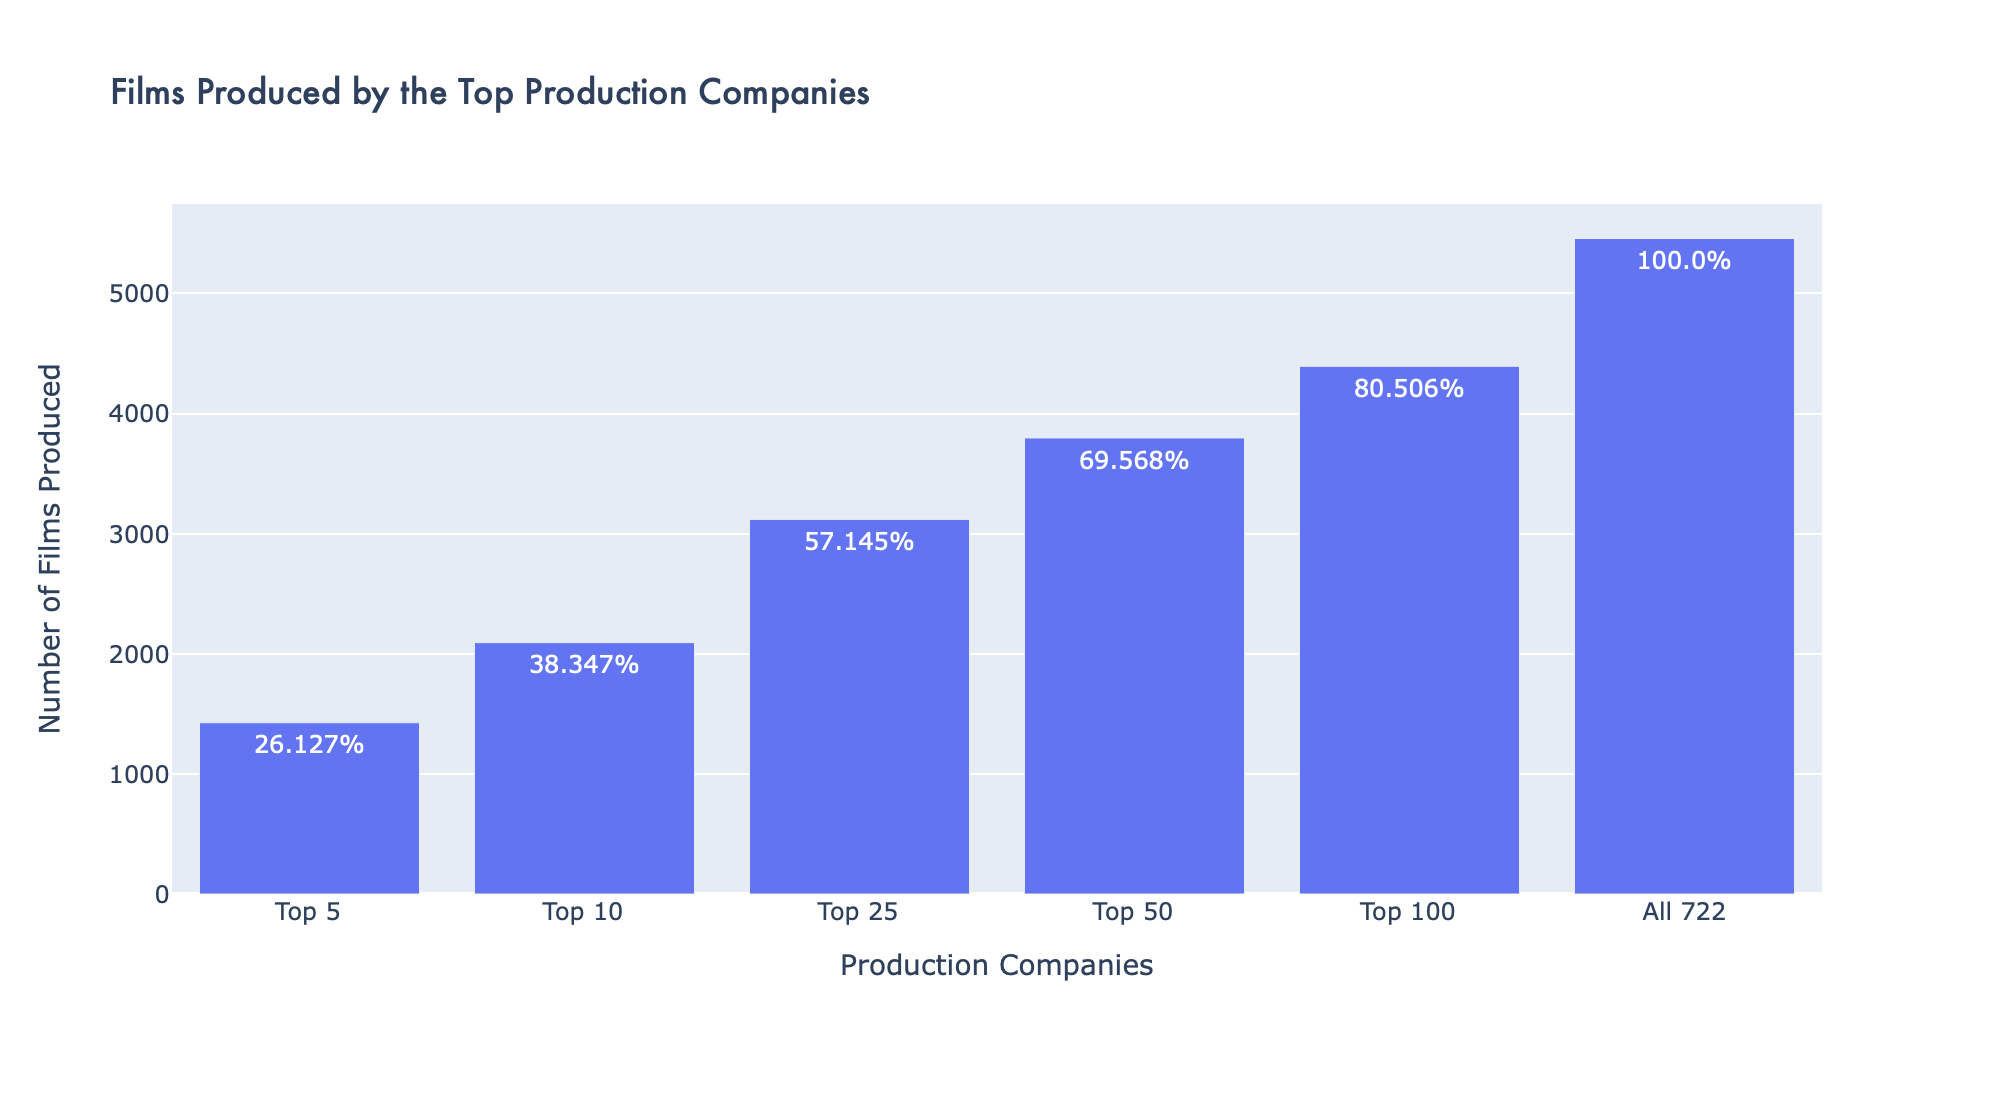 Films Produced by the Top Production Companies
Number of Films Produced
5000
4000
3000
2000
1000
0
26.127%
38.347%
57.145%
69.568%
80.506%
100.0%
Top 5
Top 10
Top 25
Top 50
Top 100
All 722
Production Companies